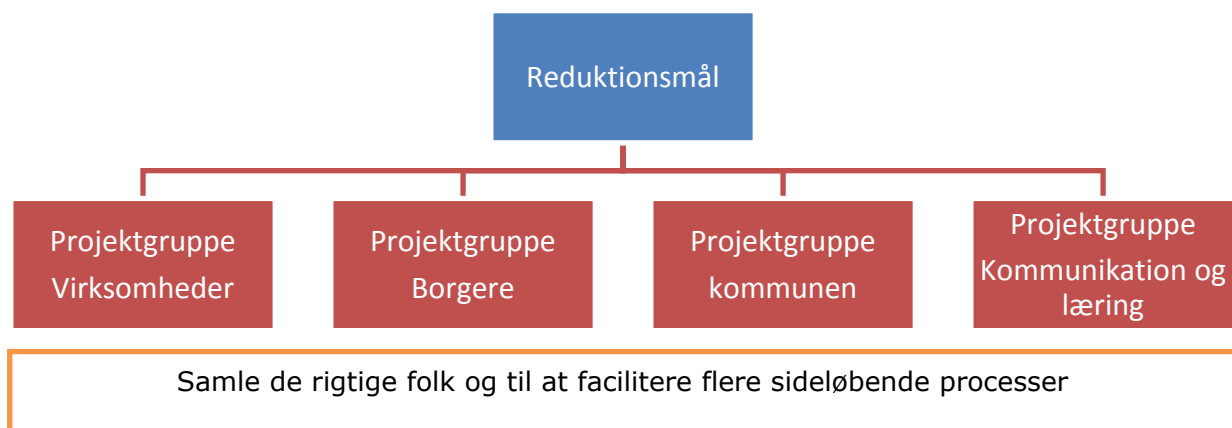 Reduktionsmål
Projektgruppe
Virksomheder
Projektgruppe
Borgere
Projektgruppe
kommunen
Projektgruppe
Kommunikation og
læring
Samle de rigtige folk og til at facilitere flere sideløbende processer